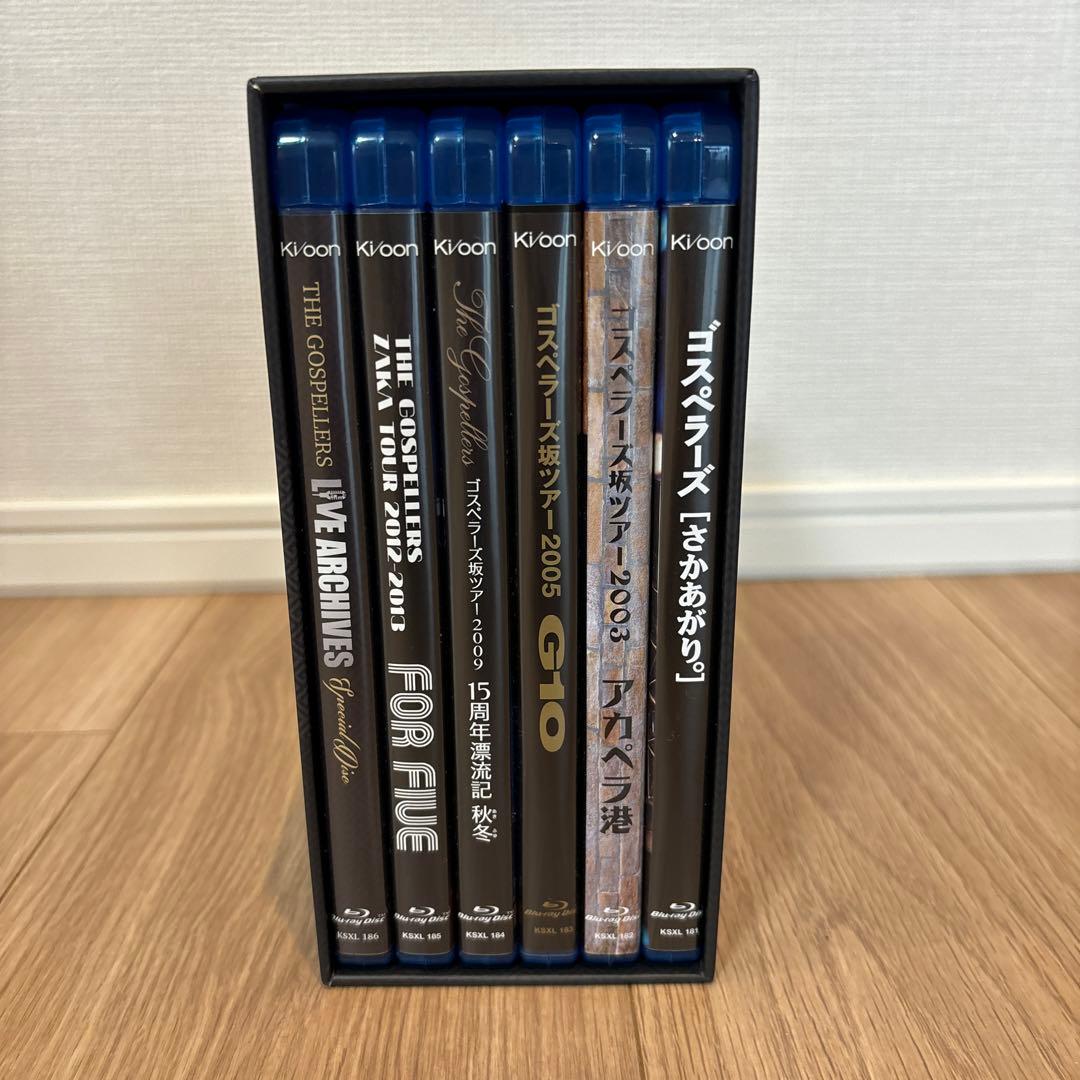 Ki/oon
THE GOSPELLERS
LIVE ARCHIVES
Special Disc
Blu-ray Disc
KSXL 186
Ki/oon
THE GOSPELLERS
ZAKA TOUR 2012-2013
FOR FIVE
Blu-ray Disc
KSXL 185
Ki/oon
The Gospellers
ゴスペラーズ坂ツアー2009
15周年漂流記 秋冬
あき ふゆ
Blu-ray Disc
KSXL 184
Ki/oon
ゴスペラーズ坂ツアー2005
G10
Blu-ray Disc
KSXL 183
Ki/oon
ゴスペラーズ坂ツアー2003
アカペラ港
Blu-ray Disc
KSXL 182
Ki/oon
ゴスペラーズ [さかあがり。]
Blu-ray Disc
KSXL 181